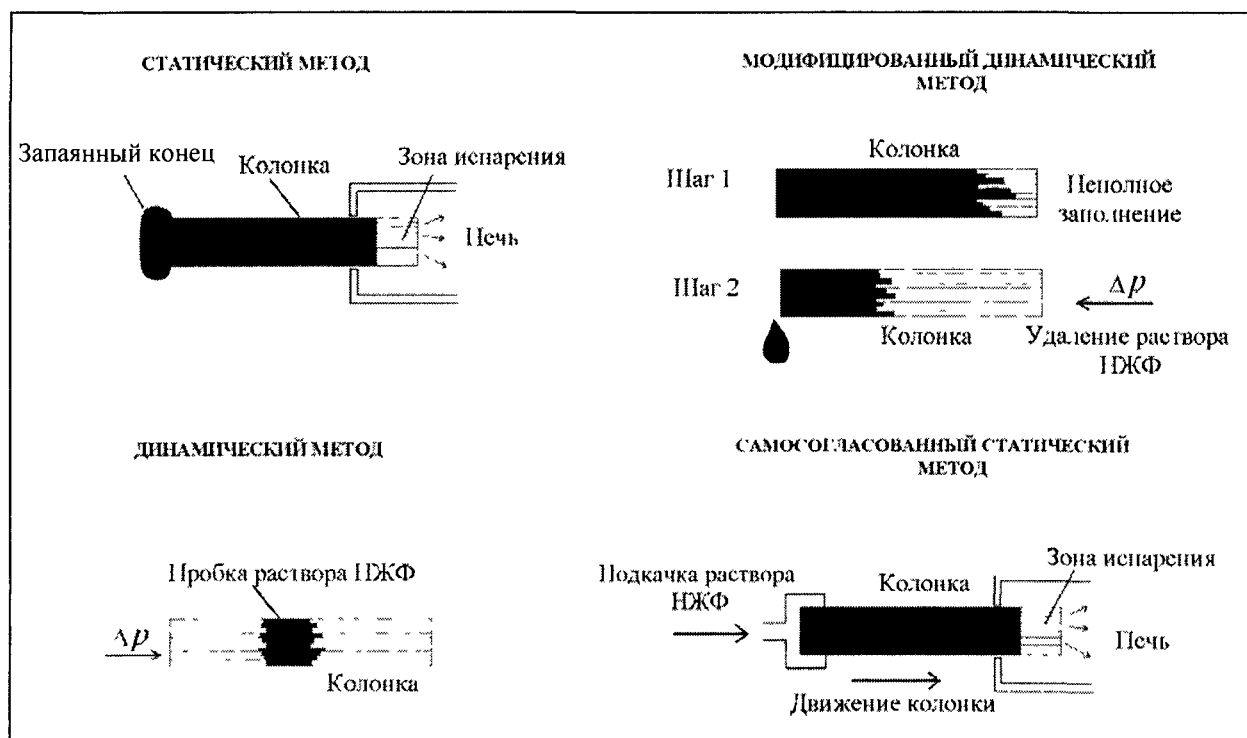 СТАТИЧЕСКИЙ МЕТОД
Запаянный конец
Колонка
Зона испарения
Печь
МОДИФИЦИРОВАННЫЙ ДИНАМИЧЕСКИЙ
МЕТОД
Колонка
Шаг 1
Неполное
заполнение
Шаг 2
Δp
Колонка
Удаление раствора
НЖФ
ДИНАМИЧЕСКИЙ МЕТОД
Пробка раствора НЖФ
Δp
Колонка
САМОСОГЛАСОВАННЫЙ СТАТИЧЕСКИЙ
МЕТОД
Подкачка раствора
НЖФ
Колонка
Зона испарения
Печь
Движение колонки